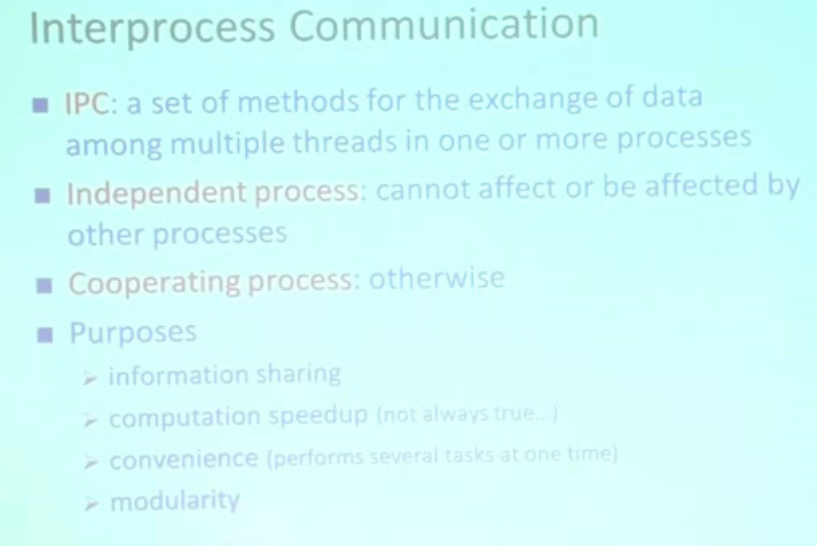 Interprocess Communication
■ IPC: a set of methods for the exchange of data
among multiple threads in one or more processes
■ Independent process: cannot affect or be affected by
other processes
■ Cooperating process: otherwise
■ Purposes
➢ information sharing
➢ computation speedup (not always true...)
➢ convenience (performs several tasks at one time)
➢ modularity